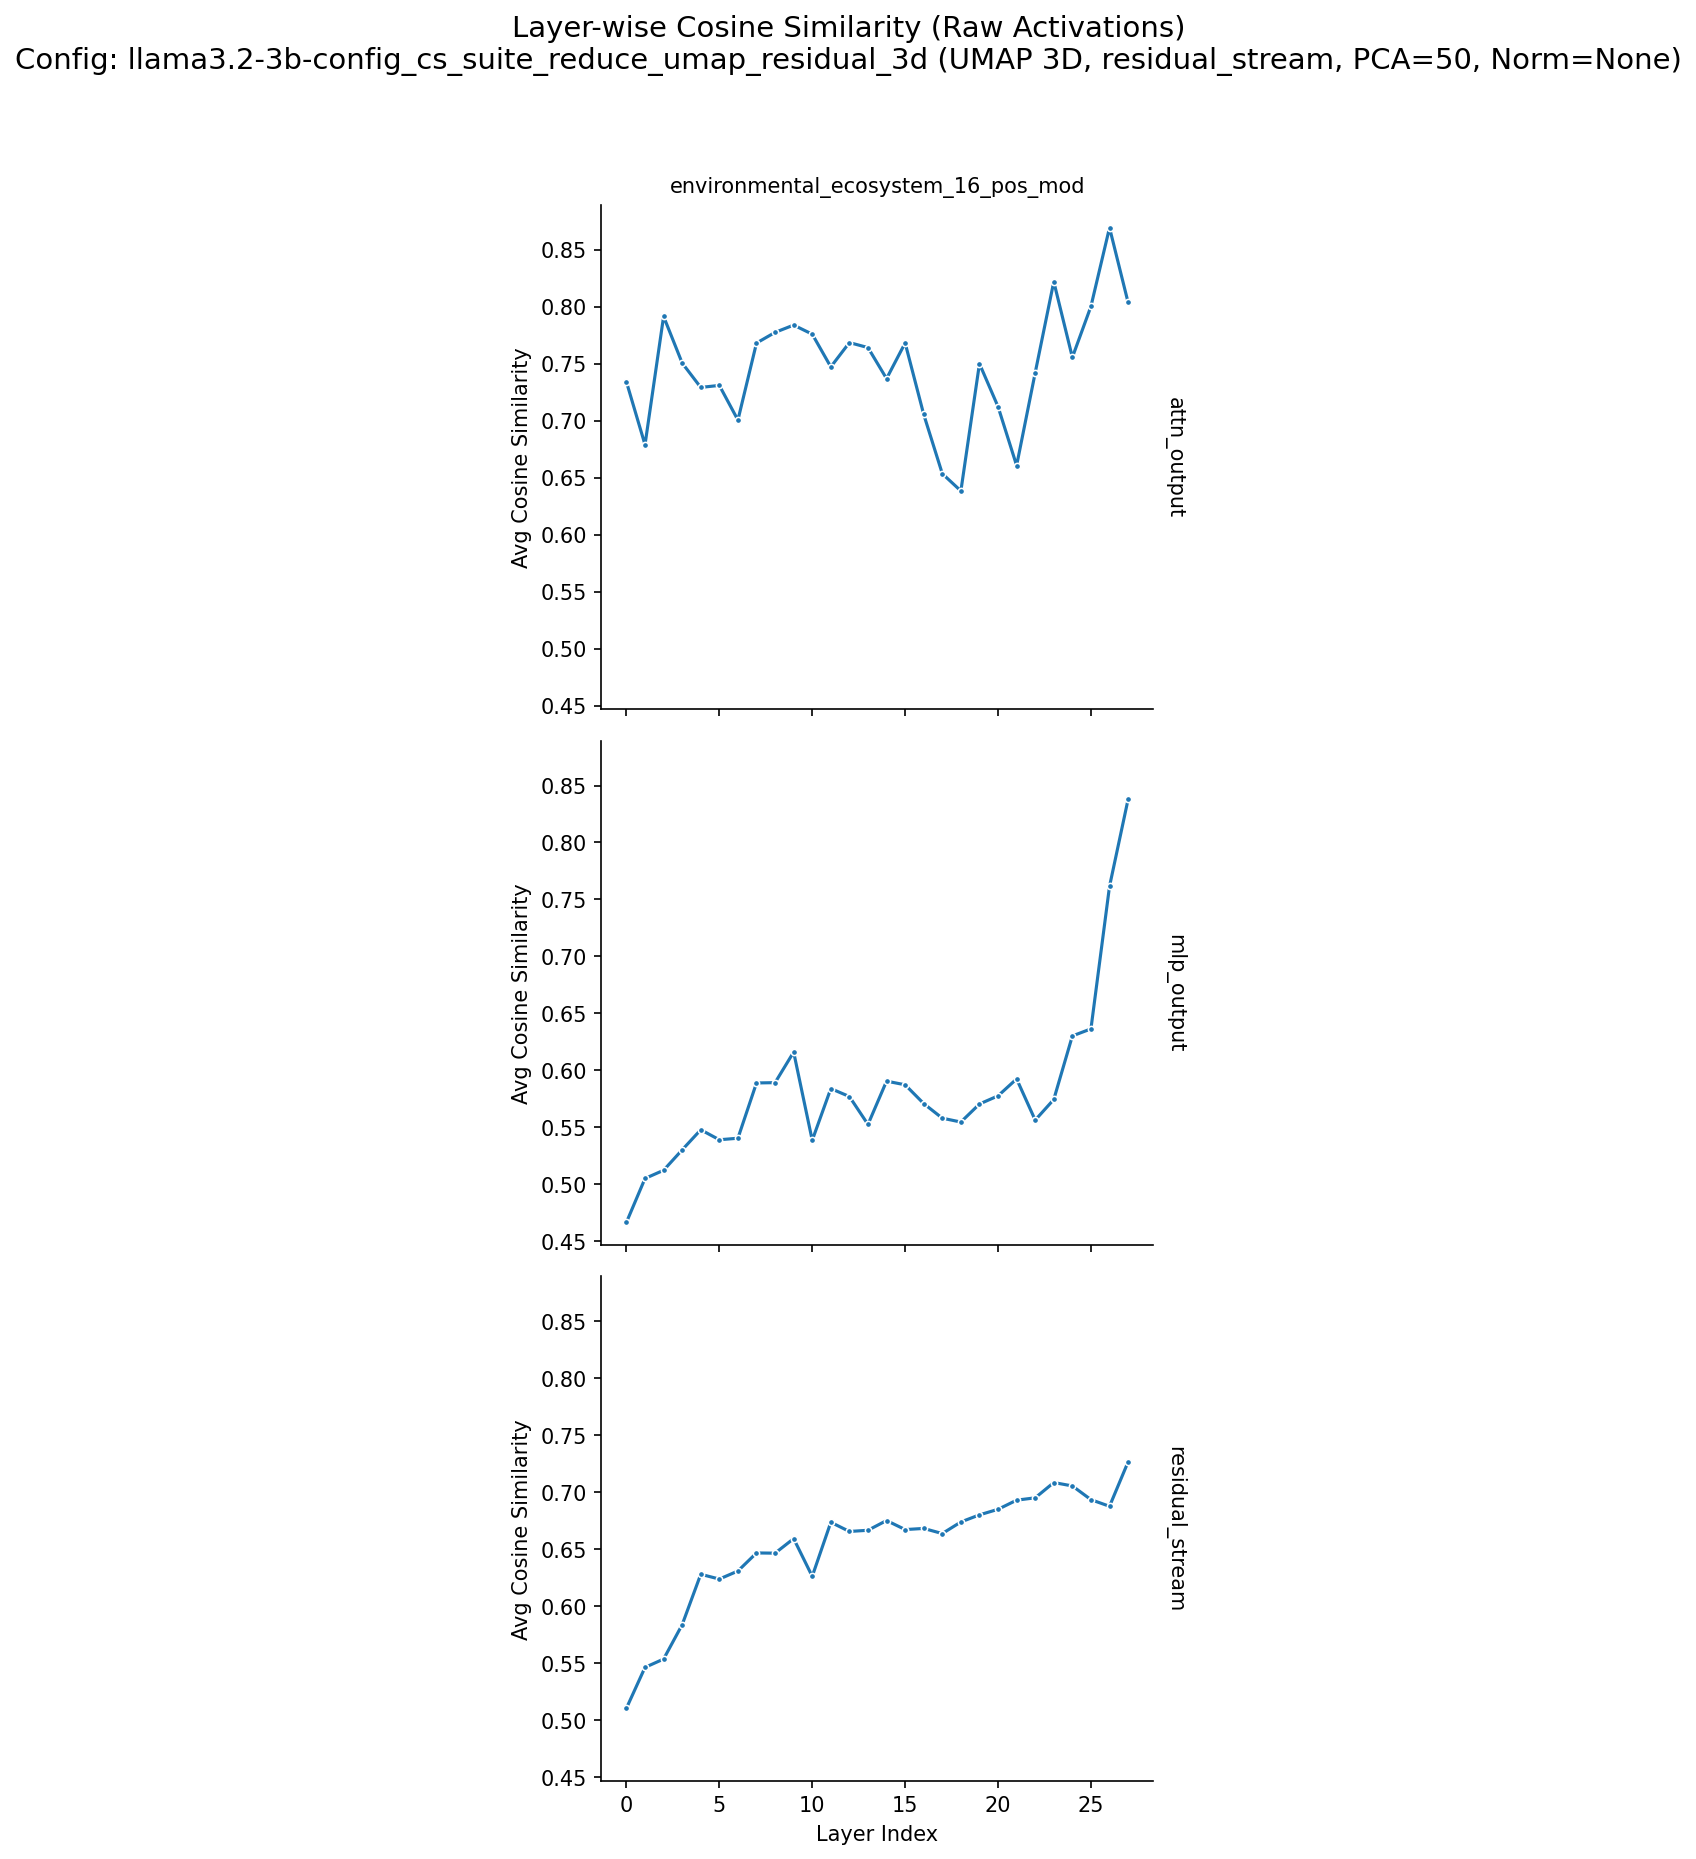 Layer-wise Cosine Similarity (Raw Activations)
Config: llama3.2-3b-config_cs_suite_reduce_umap_residual_3d (UMAP 3D, residual_stream, PCA=50, Norm=None)
environmental_ecosystem_16_pos_mod
0.85
0.80
0.75
0.70
0.65
0.60
0.55
0.50
0.45
Avg Cosine Similarity
attn_output
0.85
0.80
0.75
0.70
0.65
0.60
0.55
0.50
0.45
Avg Cosine Similarity
mlp_output
0.85
0.80
0.75
0.70
0.65
0.60
0.55
0.50
0.45
Avg Cosine Similarity
residual_stream
0 5 10 15 20 25
Layer Index